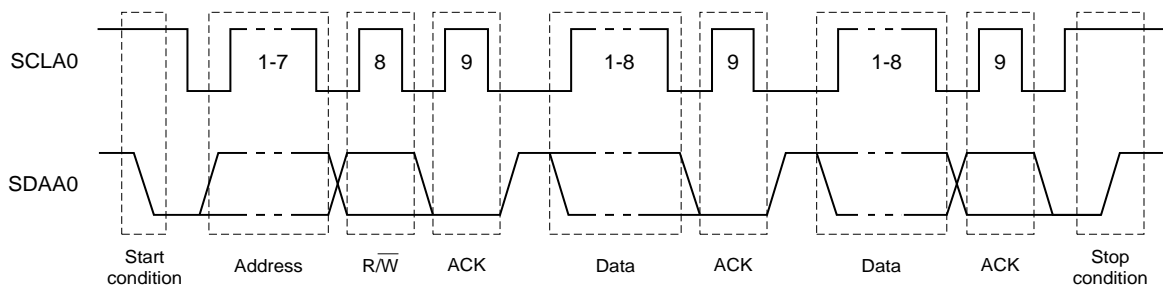 SCLA0
1-7
8
9
1-8
9
1-8
9
SDAA0
Start
condition
Address
R/W̅
ACK
Data
ACK
Data
ACK
Stop
condition